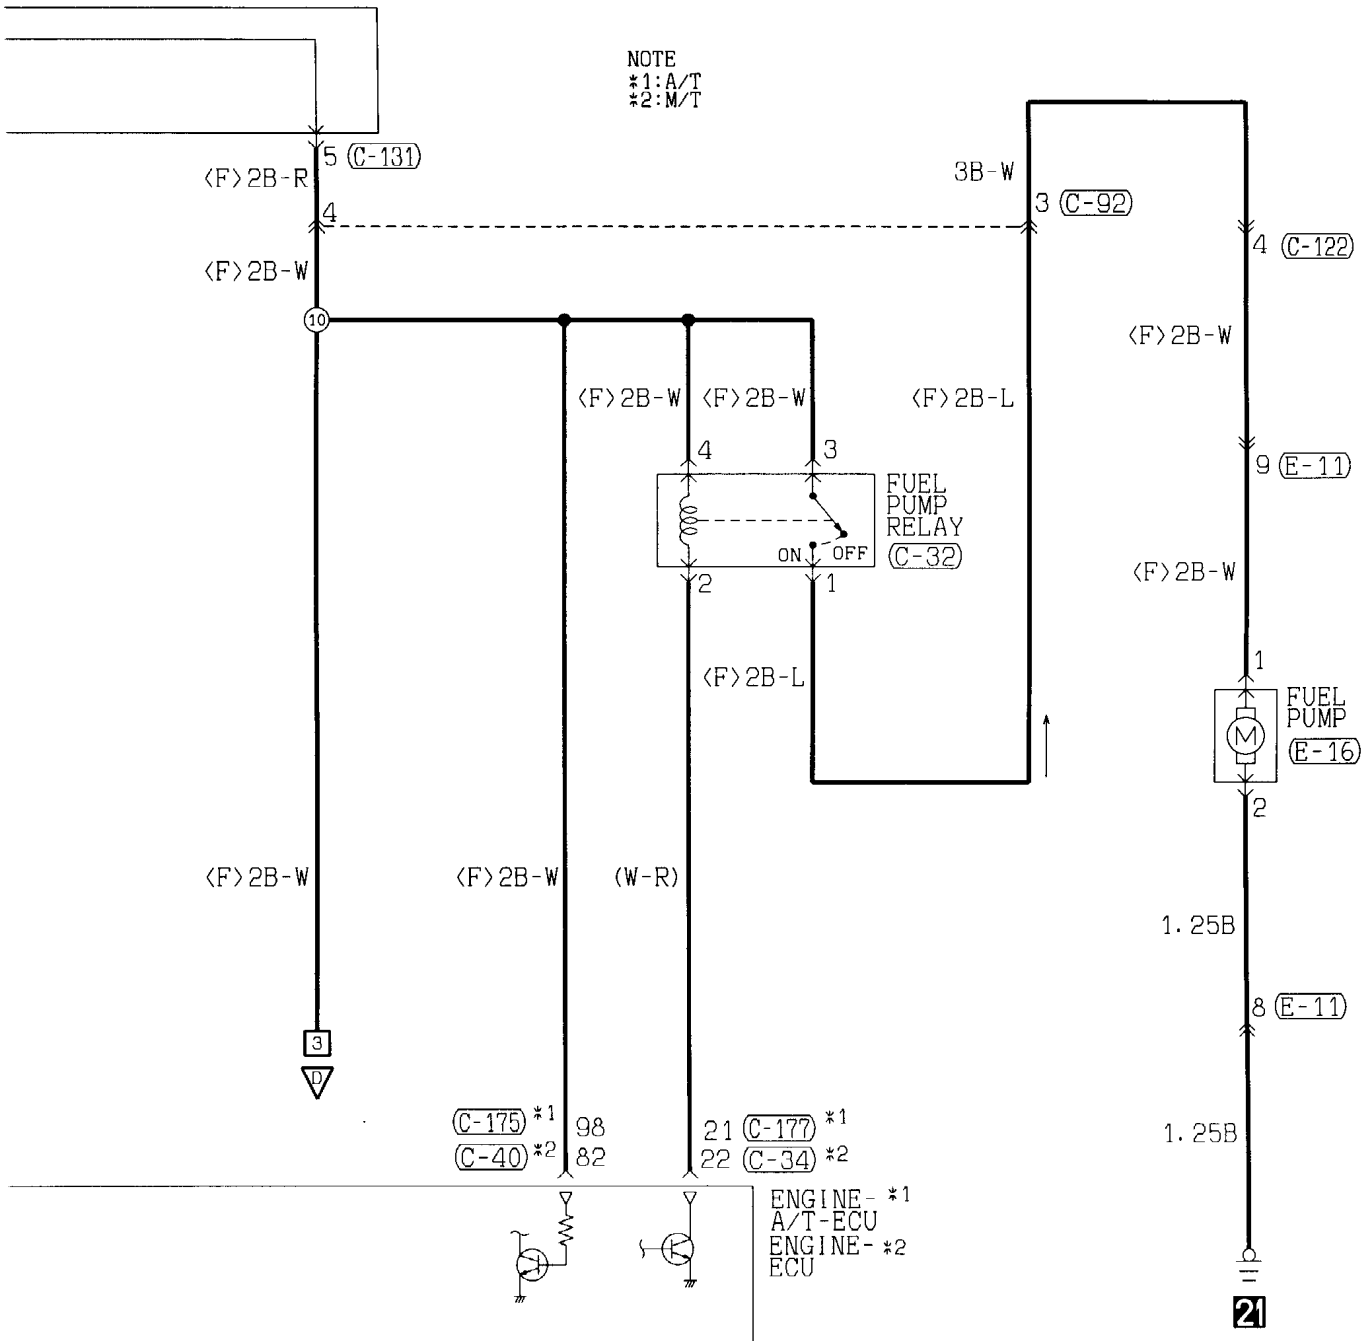 NOTE
*1:A/T
*2:M/T
5 (C-131)
<F>2B-R
3B-W
4
3 (C-92)
4 (C-122)
<F>2B-W
10
<F>2B-W
<F>2B-W
<F>2B-W
<F>2B-L
4
3
9 (E-11)
FUEL
PUMP
RELAY
(C-32)
ON
OFF
<F>2B-W
2
1
<F>2B-L
1
FUEL
PUMP
(E-16)
M
2
<F>2B-W
<F>2B-W
(W-R)
1.25B
8 (E-11)
3
D
(C-175) *1 98
21 (C-177) *1
1.25B
(C-40) *2 82
22 (C-34) *2
ENGINE- *1
A/T-ECU
ENGINE- *2
ECU
21